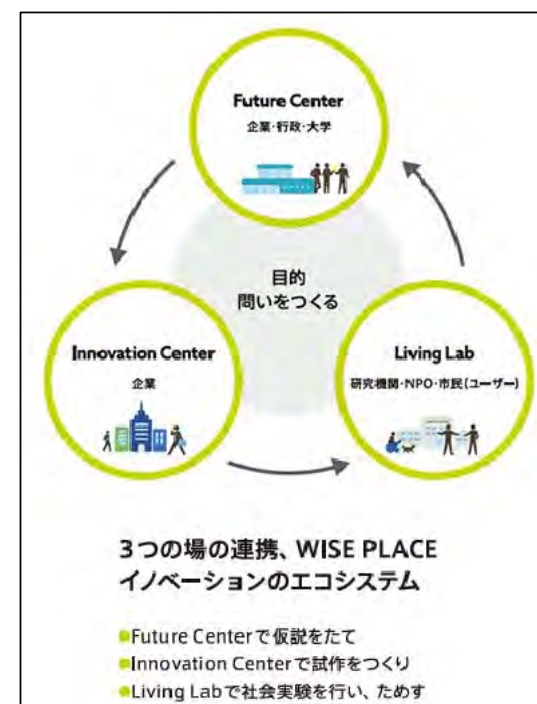 Future Center
企業・行政・大学
目的
問いをつくる
Innovation Center
企業
Living Lab
研究機関・NPO・市民(ユーザー)
3つの場の連携、WISE PLACE
イノベーションのエコシステム
Future Centerで仮説をたて
Innovation Centerで試作をつくり
Living Labで社会実験を行い、ためす